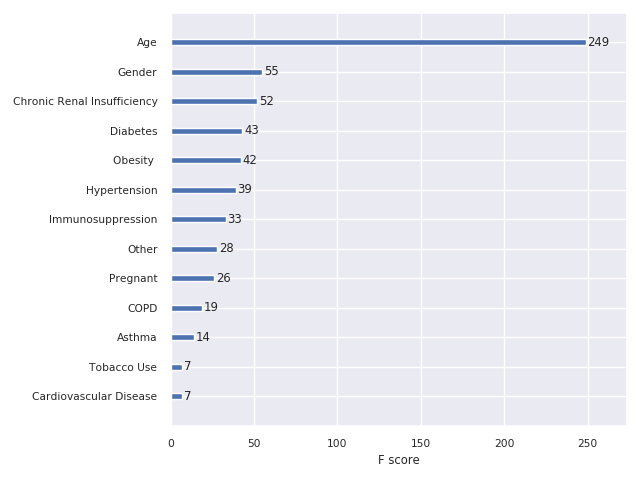 Age 249
Gender 55
Chronic Renal Insufficiency 52
Diabetes 43
Obesity 42
Hypertension 39
Immunosuppression 33
Other 28
Pregnant 26
COPD 19
Asthma 14
Tobacco Use 7
Cardiovascular Disease 7
0 50 100 150 200 250
F score